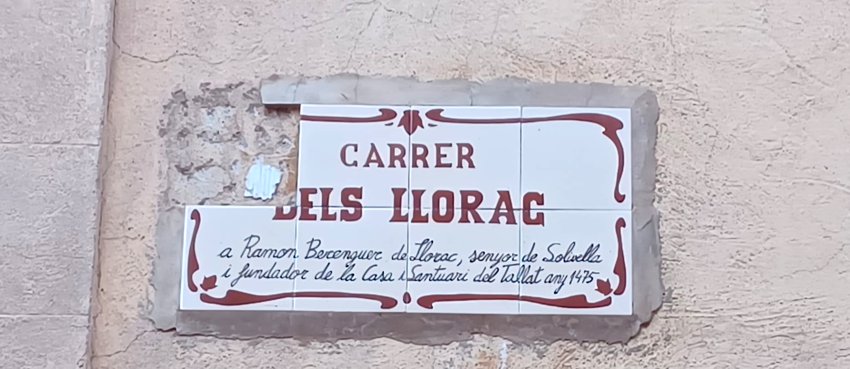 CARRER
DELS LLORAC
a Ramon Berenguer de Llorac, senyor de Solivella
i fundador de la Casa i Santuari del Tallat any 1475